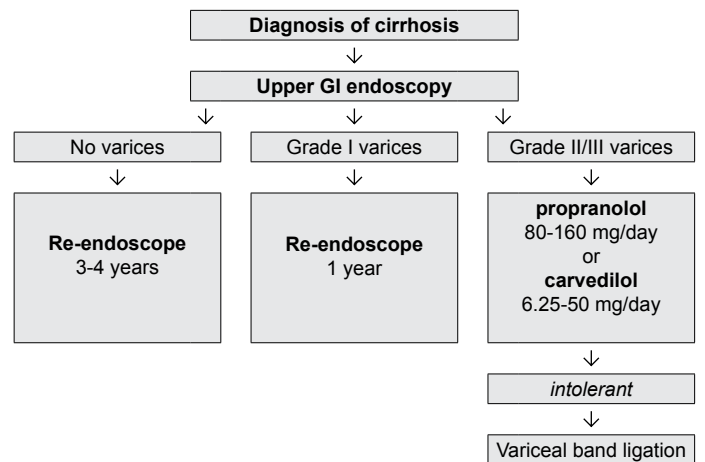 Diagnosis of cirrhosis
Upper GI endoscopy
No varices
Grade I varices
Grade II/III varices
Re-endoscope
3-4 years
Re-endoscope
1 year
propranolol
80-160 mg/day
or
carvedilol
6.25-50 mg/day
intolerant
Variceal band ligation